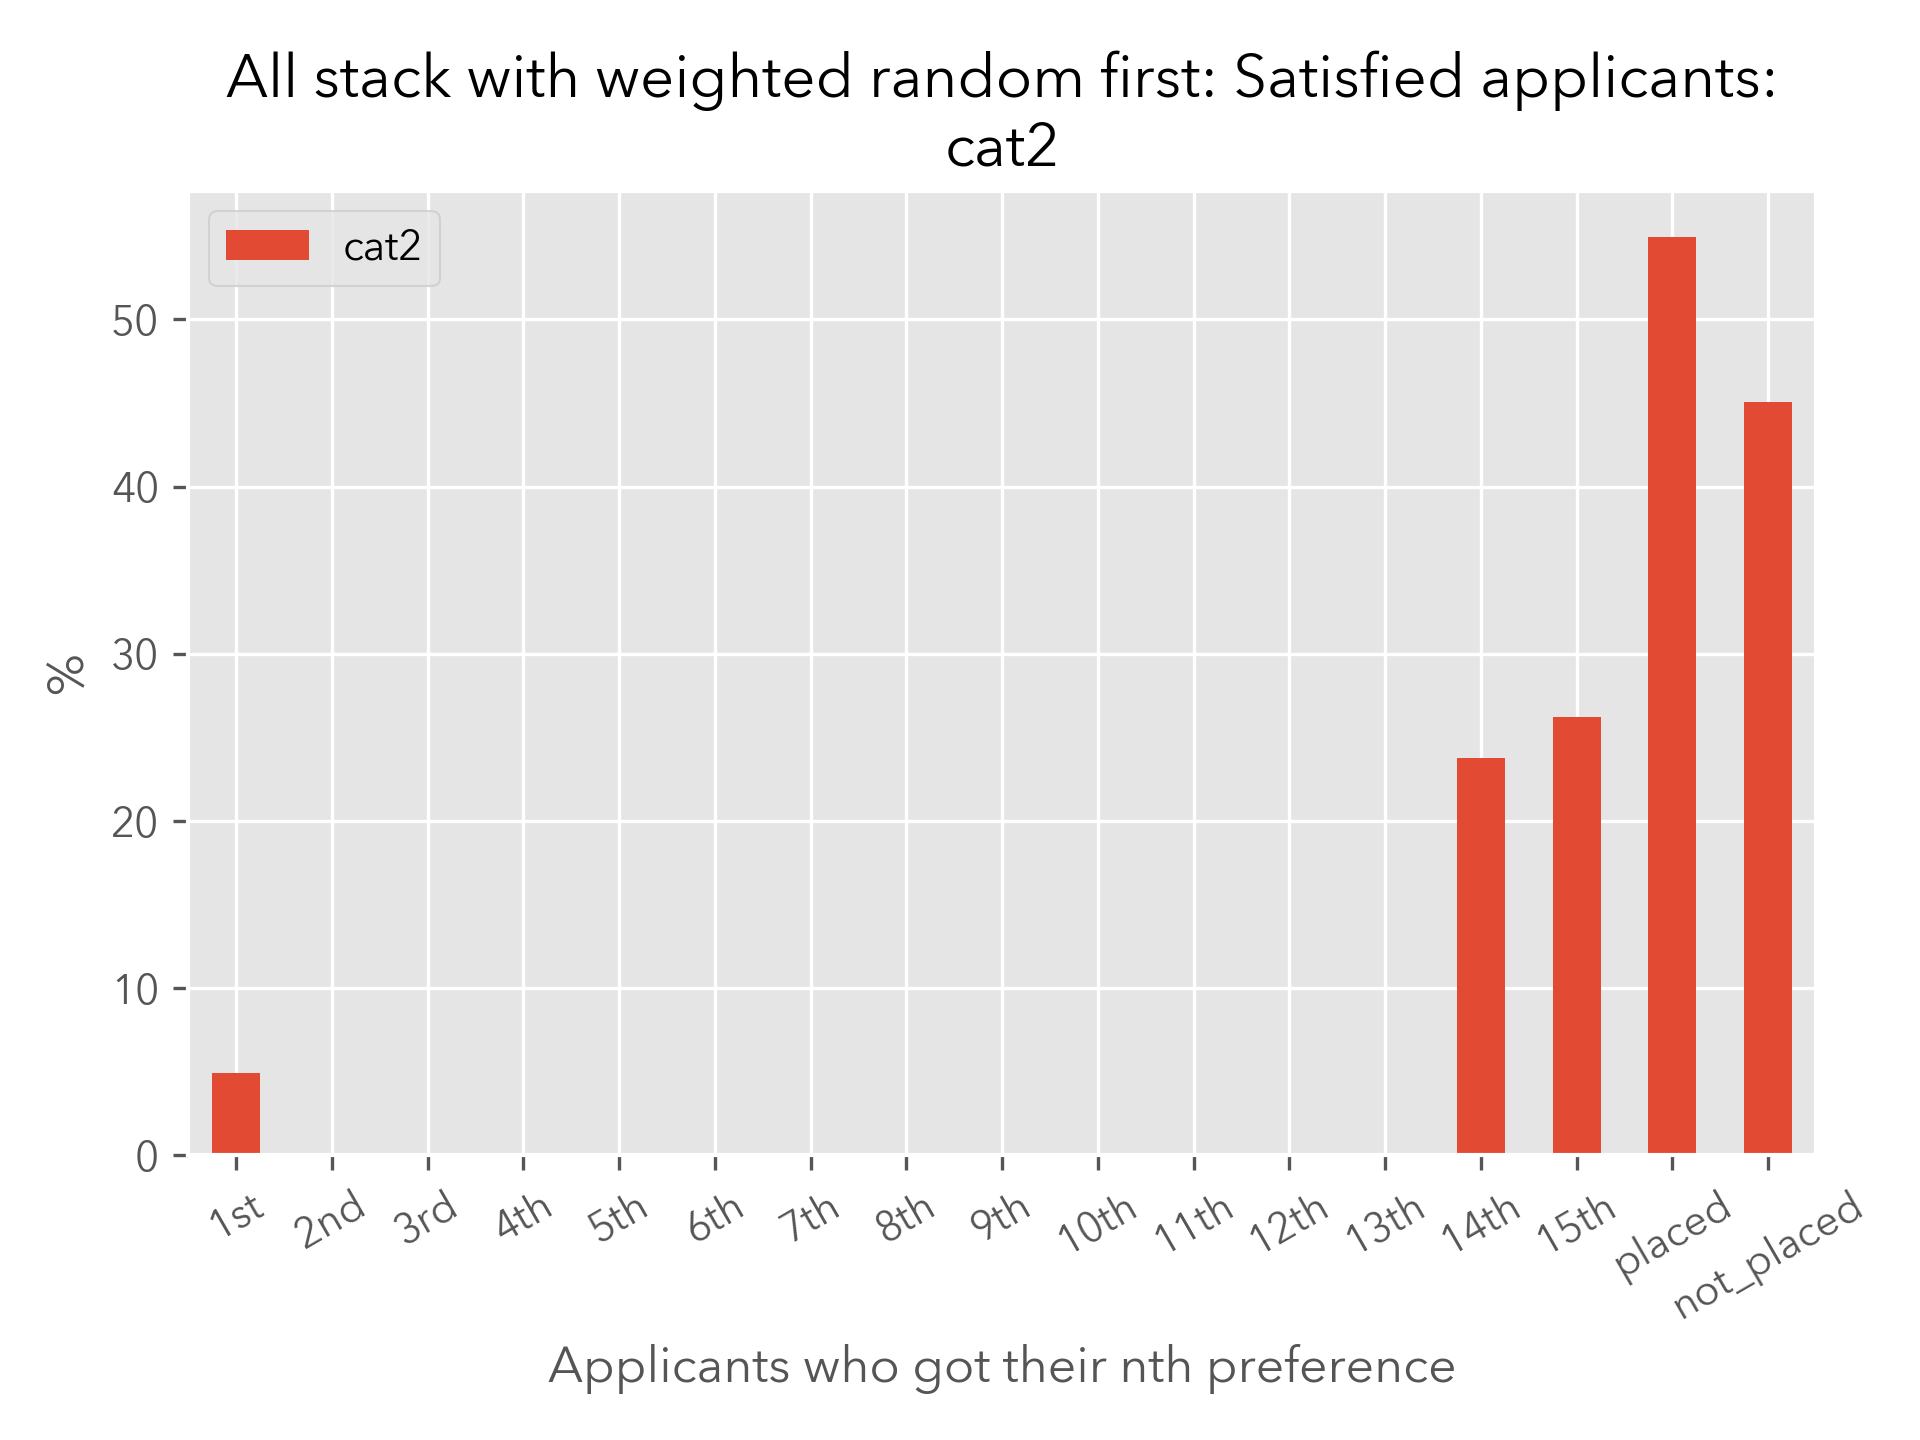 All stack with weighted random first: Satisfied applicants:
cat2
cat2
50
40
30
20
10
0
%
1st 2nd 3rd 4th 5th 6th 7th 8th 9th 10th 11th 12th 13th 14th 15th placed not_placed
Applicants who got their nth preference